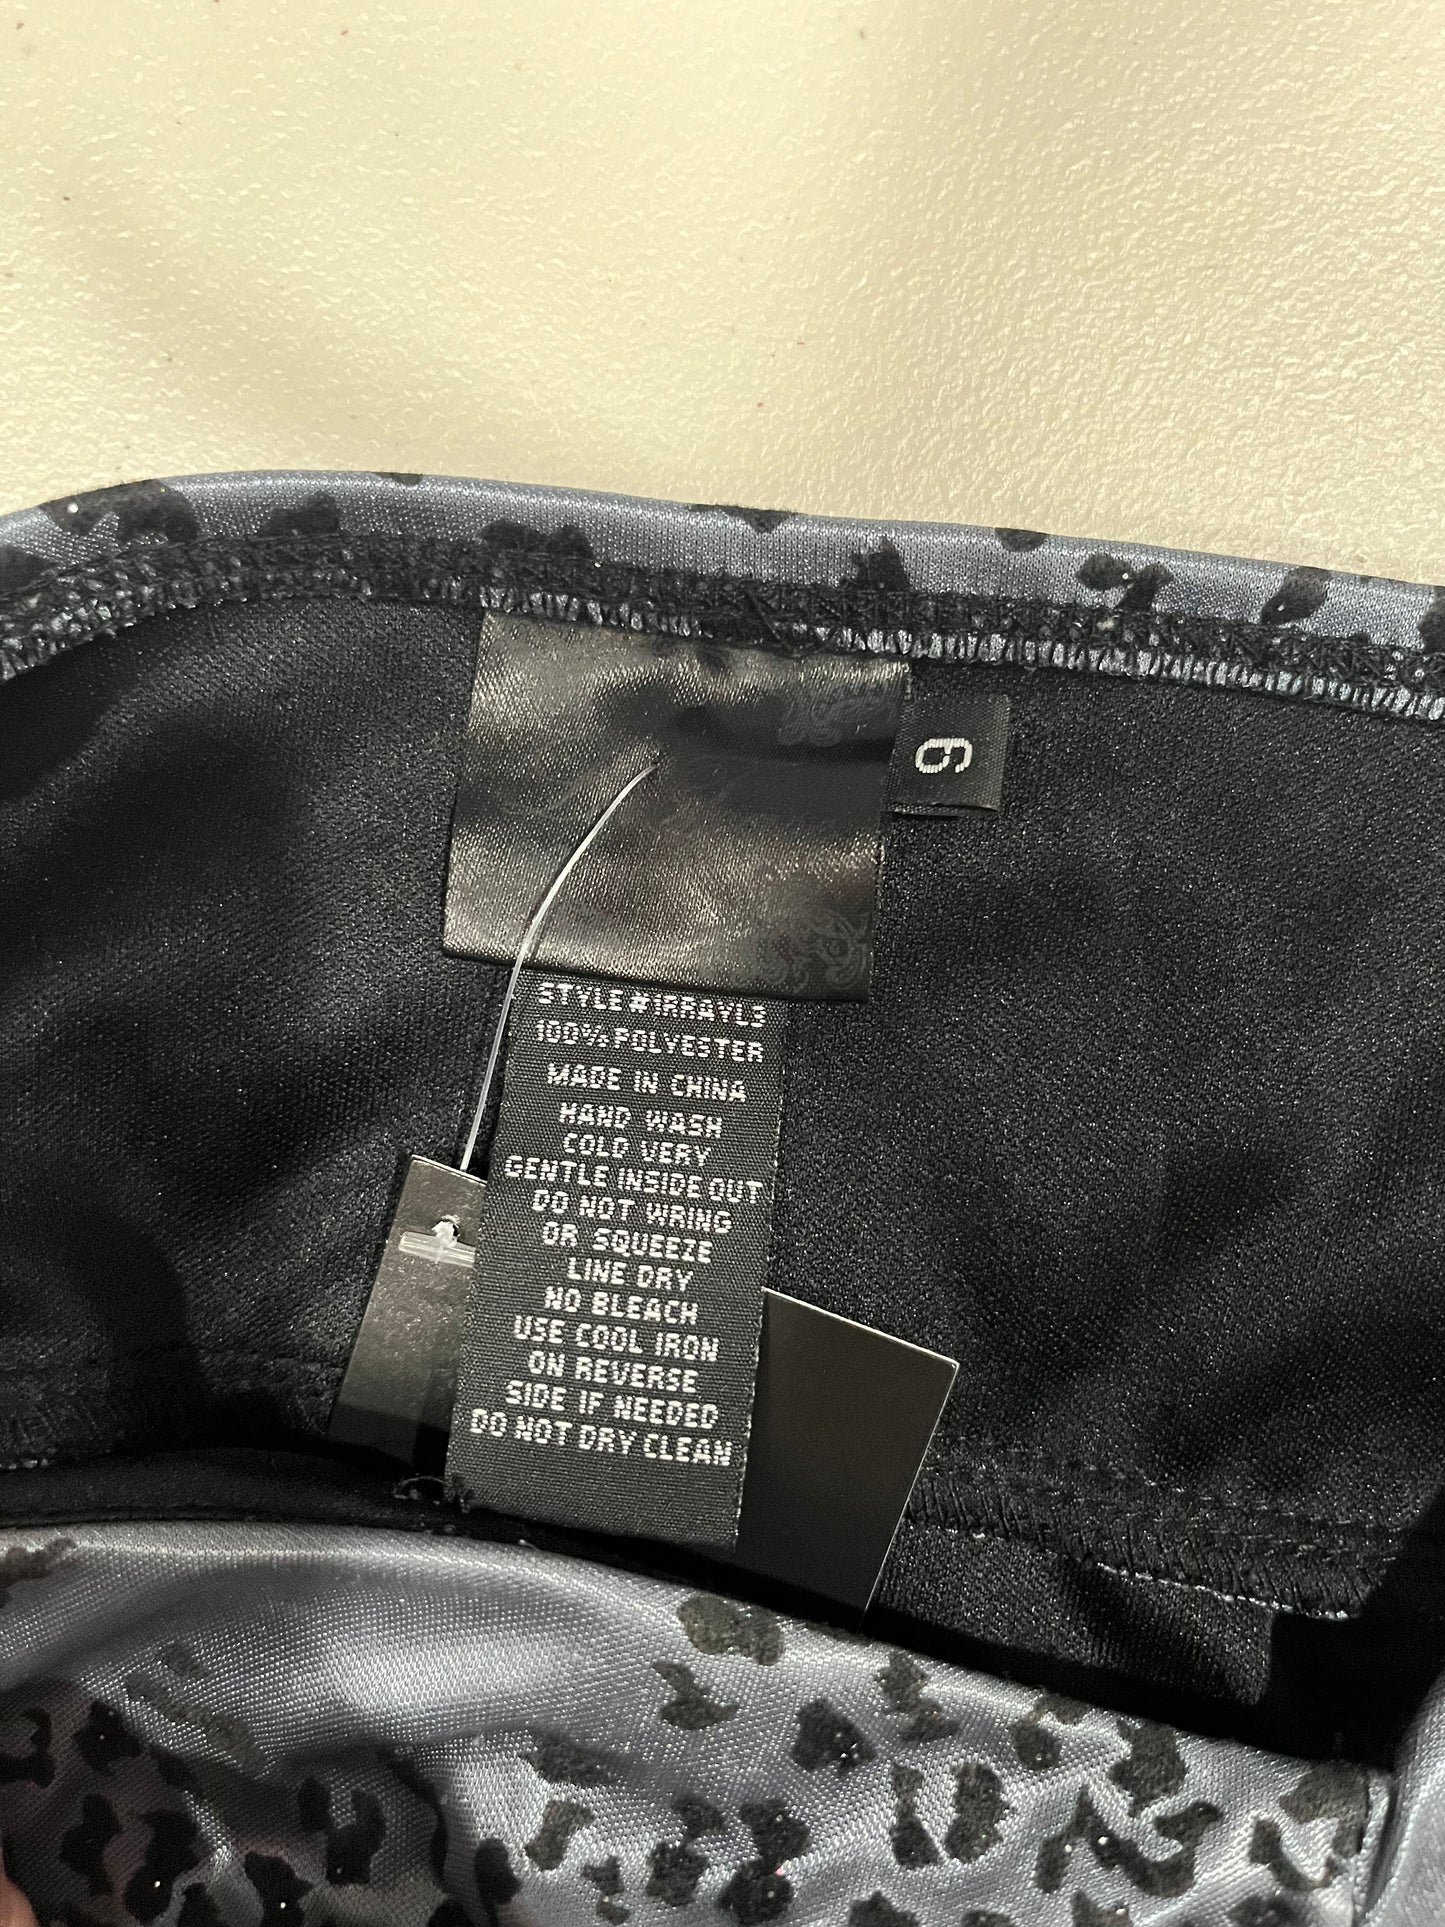 6
STYLE#1RRAYL3
100% POLYESTER
MADE IN CHINA
HAND WASH
COLD VERY
GENTLE INSIDE OUT
DO NOT WRING
OR SQUEEZE
LINE DRY
NO BLEACH
USE COOL IRON
ON REVERSE
SIDE IF NEEDED
DO NOT DRY CLEAN